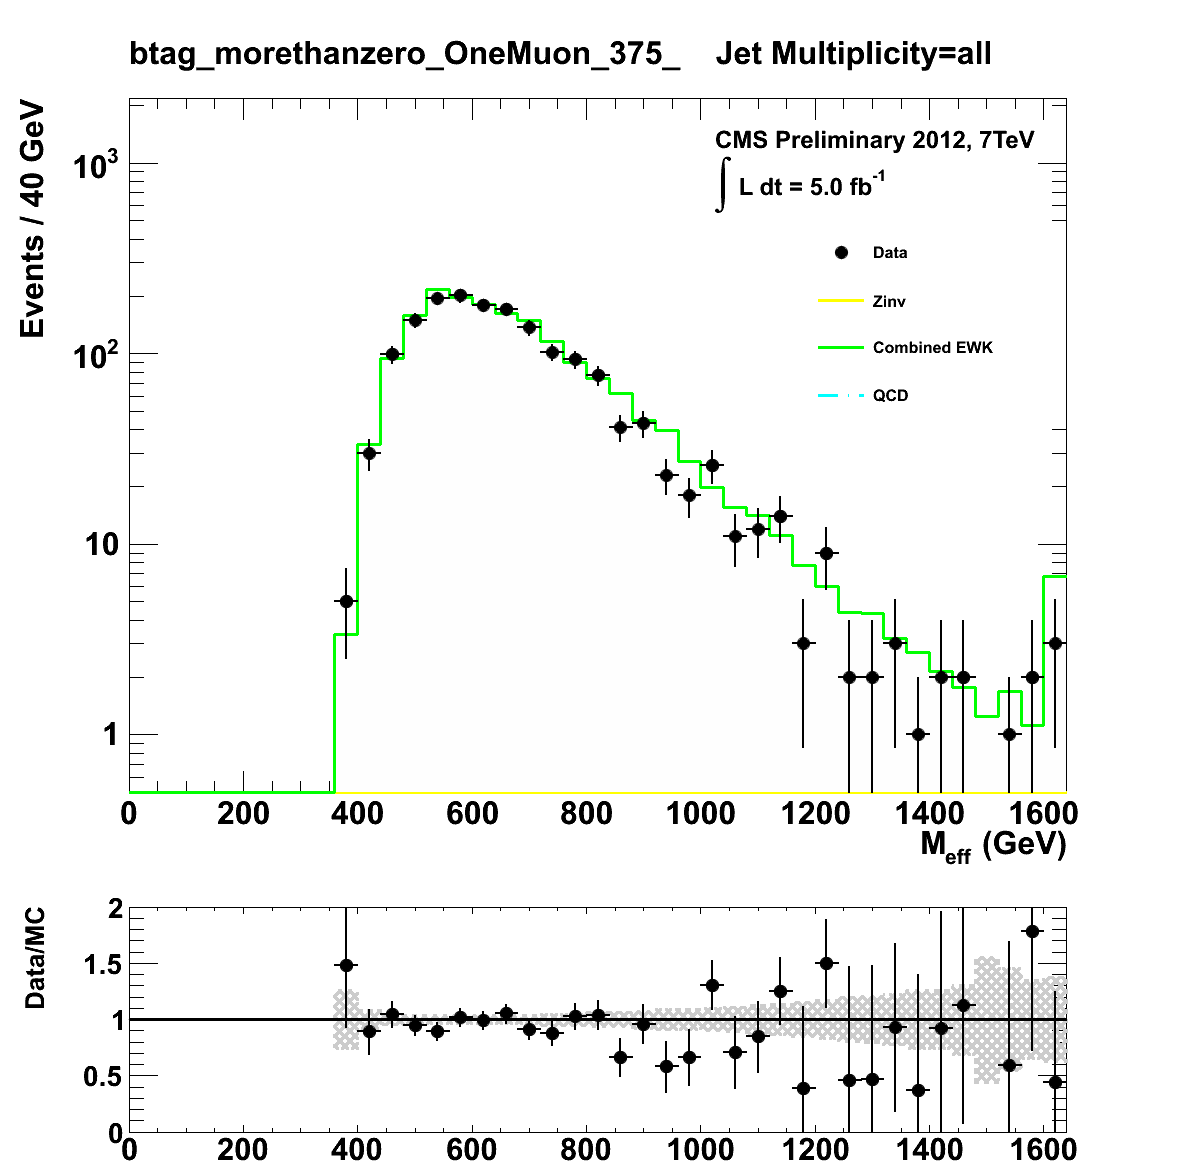 btag_morethanzero_OneMuon_375_ Jet Multiplicity=all
Events / 40 GeV
CMS Preliminary 2012, 7TeV
∫ L dt = 5.0 fb⁻¹
Data
Zinv
Combined EWK
QCD
10³
10²
10
1
0 200 400 600 800 1000 1200 1400 1600
M_eff (GeV)
Data/MC
2
1.5
1
0.5
0
0 200 400 600 800 1000 1200 1400 1600